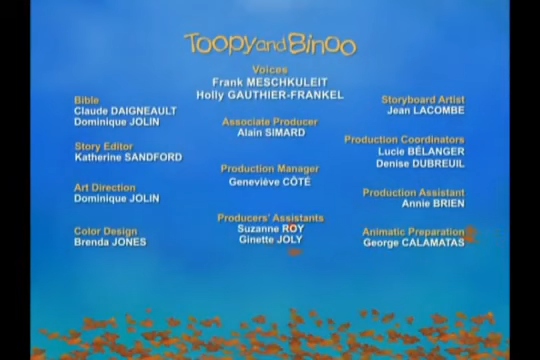 Toopy and Binoo
Voices
Frank MESCHKULEIT
Holly GAUTHIER-FRANKEL
Bible
Claude DAIGNEAULT
Dominique JOLIN
Story Editor
Katherine SANDFORD
Art Direction
Dominique JOLIN
Color Design
Brenda JONES
Associate Producer
Alain SIMARD
Production Manager
Geneviève CÔTÉ
Producers' Assistants
Suzanne ROY
Ginette JOLY
Storyboard Artist
Jean LACOMBE
Production Coordinators
Lucie BÉLANGER
Denise DUBREUIL
Production Assistant
Annie BRIEN
Animatic Preparation
George CALAMATAS